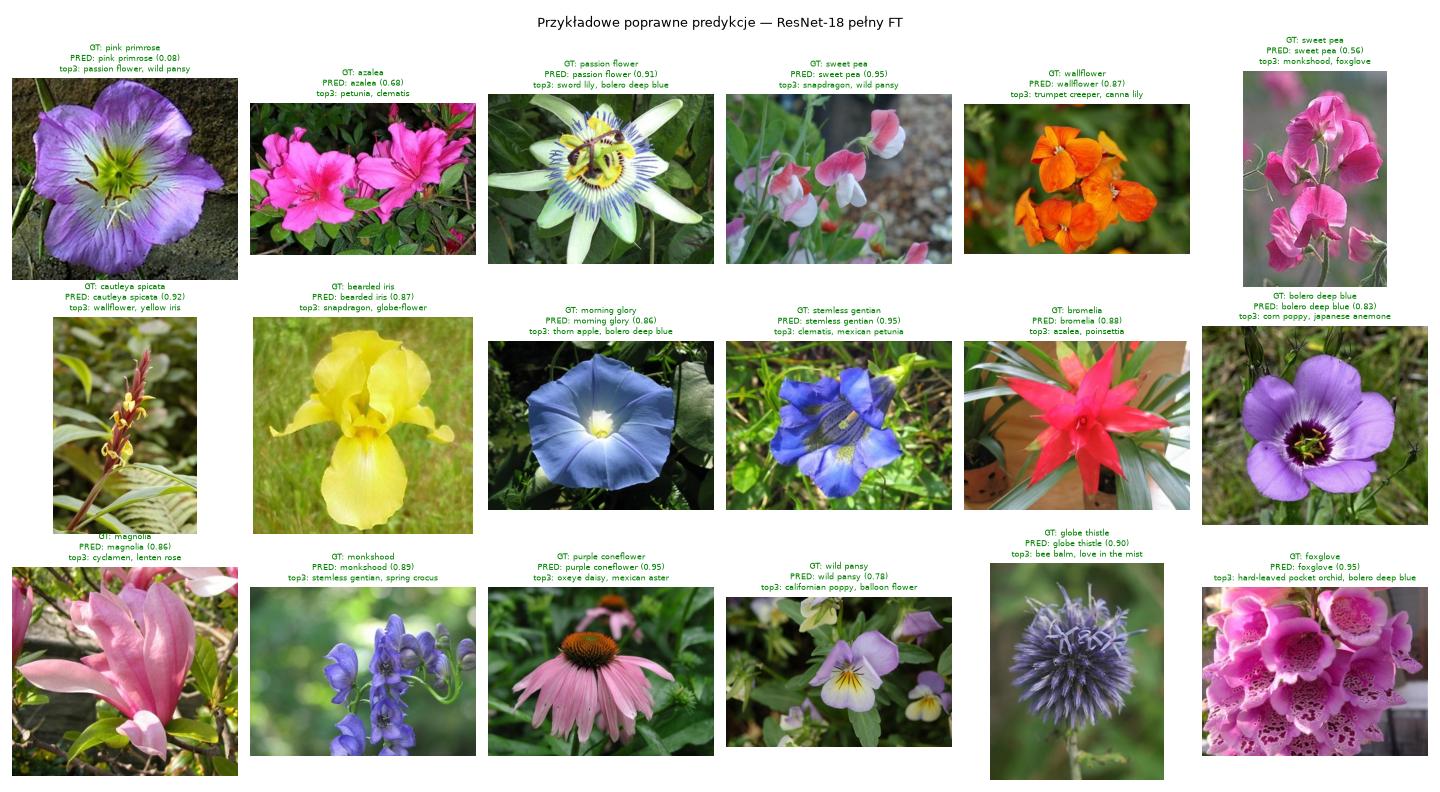 Przykładowe poprawne predykcje — ResNet-18 pełny FT
GT: pink primrose
PRED: pink primrose (0.08)
top3: passion flower, wild pansy
GT: azalea
PRED: azalea (0.68)
top3: petunia, clematis
GT: passion flower
PRED: passion flower (0.91)
top3: sword lily, bolero deep blue
GT: sweet pea
PRED: sweet pea (0.95)
top3: snapdragon, wild pansy
GT: wallflower
PRED: wallflower (0.87)
top3: trumpet creeper, canna lily
GT: sweet pea
PRED: sweet pea (0.56)
top3: monkshood, foxglove
GT: cautleya spicata
PRED: cautleya spicata (0.92)
top3: wallflower, yellow iris
GT: bearded iris
PRED: bearded iris (0.87)
top3: snapdragon, globe-flower
GT: morning glory
PRED: morning glory (0.86)
top3: thorn apple, bolero deep blue
GT: stemless gentian
PRED: stemless gentian (0.95)
top3: clematis, mexican petunia
GT: bromelia
PRED: bromelia (0.88)
top3: azalea, poinsettia
GT: bolero deep blue
PRED: bolero deep blue (0.83)
top3: corn poppy, japanese anemone
GT: magnolia
PRED: magnolia (0.86)
top3: cyclamen, lenten rose
GT: monkshood
PRED: monkshood (0.89)
top3: stemless gentian, spring crocus
GT: purple coneflower
PRED: purple coneflower (0.95)
top3: oxeye daisy, mexican aster
GT: wild pansy
PRED: wild pansy (0.78)
top3: californian poppy, balloon flower
GT: globe thistle
PRED: globe thistle (0.90)
top3: bee balm, love in the mist
GT: foxglove
PRED: foxglove (0.95)
top3: hard-leaved pocket orchid, bolero deep blue